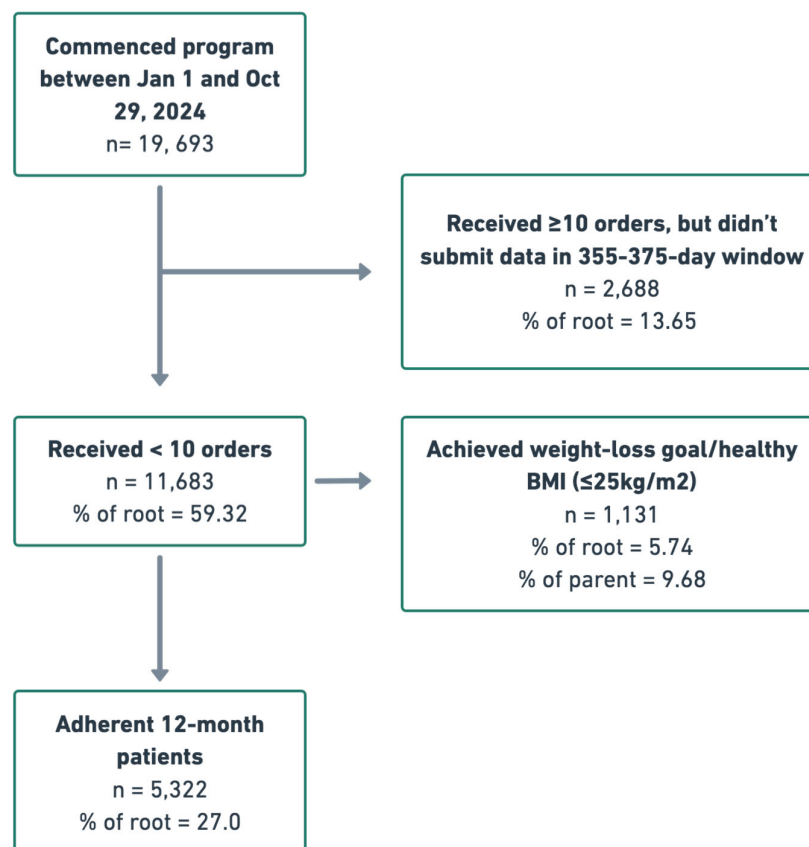 Commenced program
between Jan 1 and Oct
29, 2024
n= 19, 693
Received ≥10 orders, but didn't
submit data in 355-375-day window
n = 2,688
% of root = 13.65
Received < 10 orders
n = 11,683
% of root = 59.32
Achieved weight-loss goal/healthy
BMI (≤25kg/m2)
n = 1,131
% of root = 5.74
% of parent = 9.68
Adherent 12-month
patients
n = 5,322
% of root = 27.0